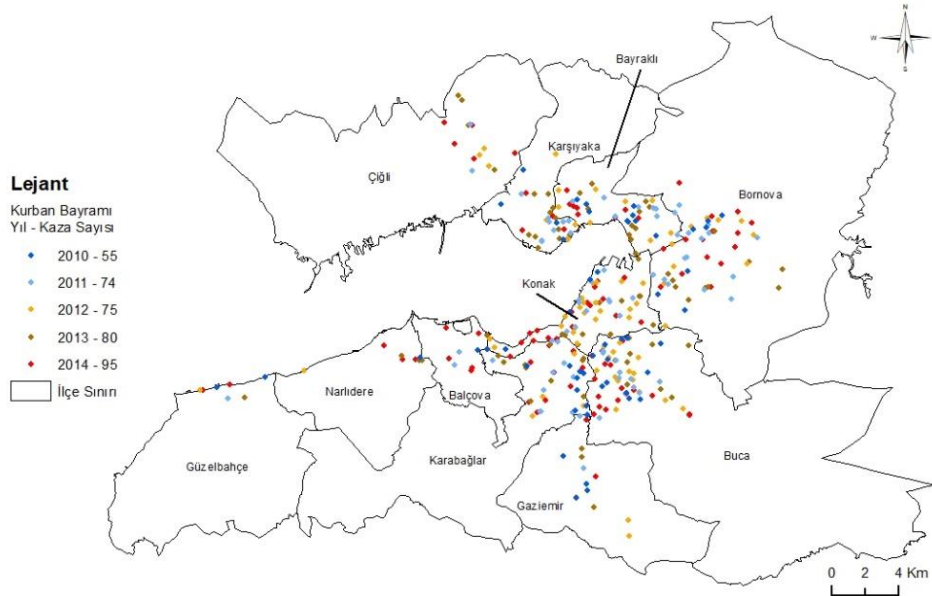 N
W
S
Bayraklı
Karşıyaka
Çiğli
Bornova
Lejant
Kurban Bayramı
Yıl - Kaza Sayısı
2010 - 55
2011 - 74
2012 - 75
2013 - 80
2014 - 95
İlçe Sınırı
Konak
Narlıdere
Balçova
Güzelbahçe
Karabağlar
Buca
Gaziemir
0 2 4 Km